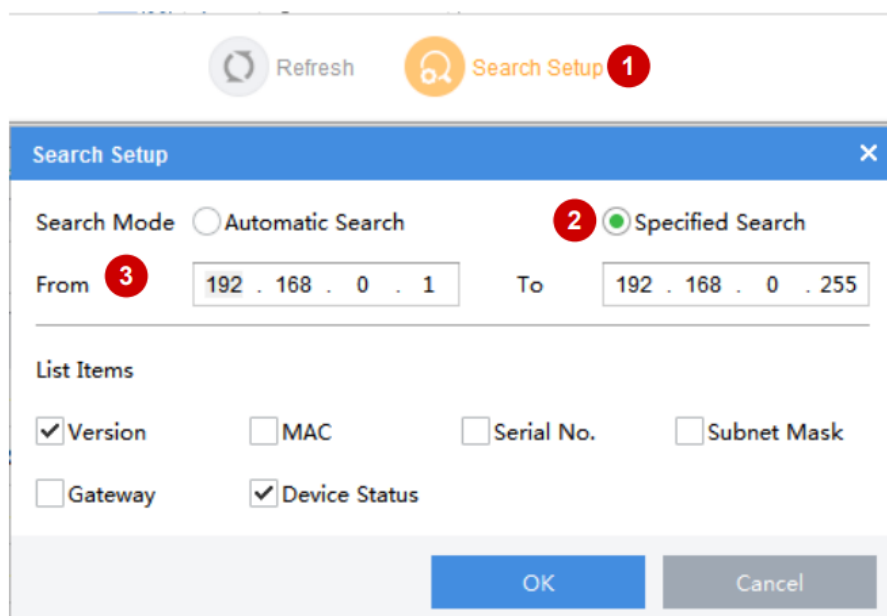 Refresh Search Setup 1
Search Setup
Search Mode Automatic Search 2 Specified Search
From 3 192 . 168 . 0 . 1 To 192 . 168 . 0 . 255
List Items
Version MAC Serial No. Subnet Mask
Gateway Device Status
OK Cancel